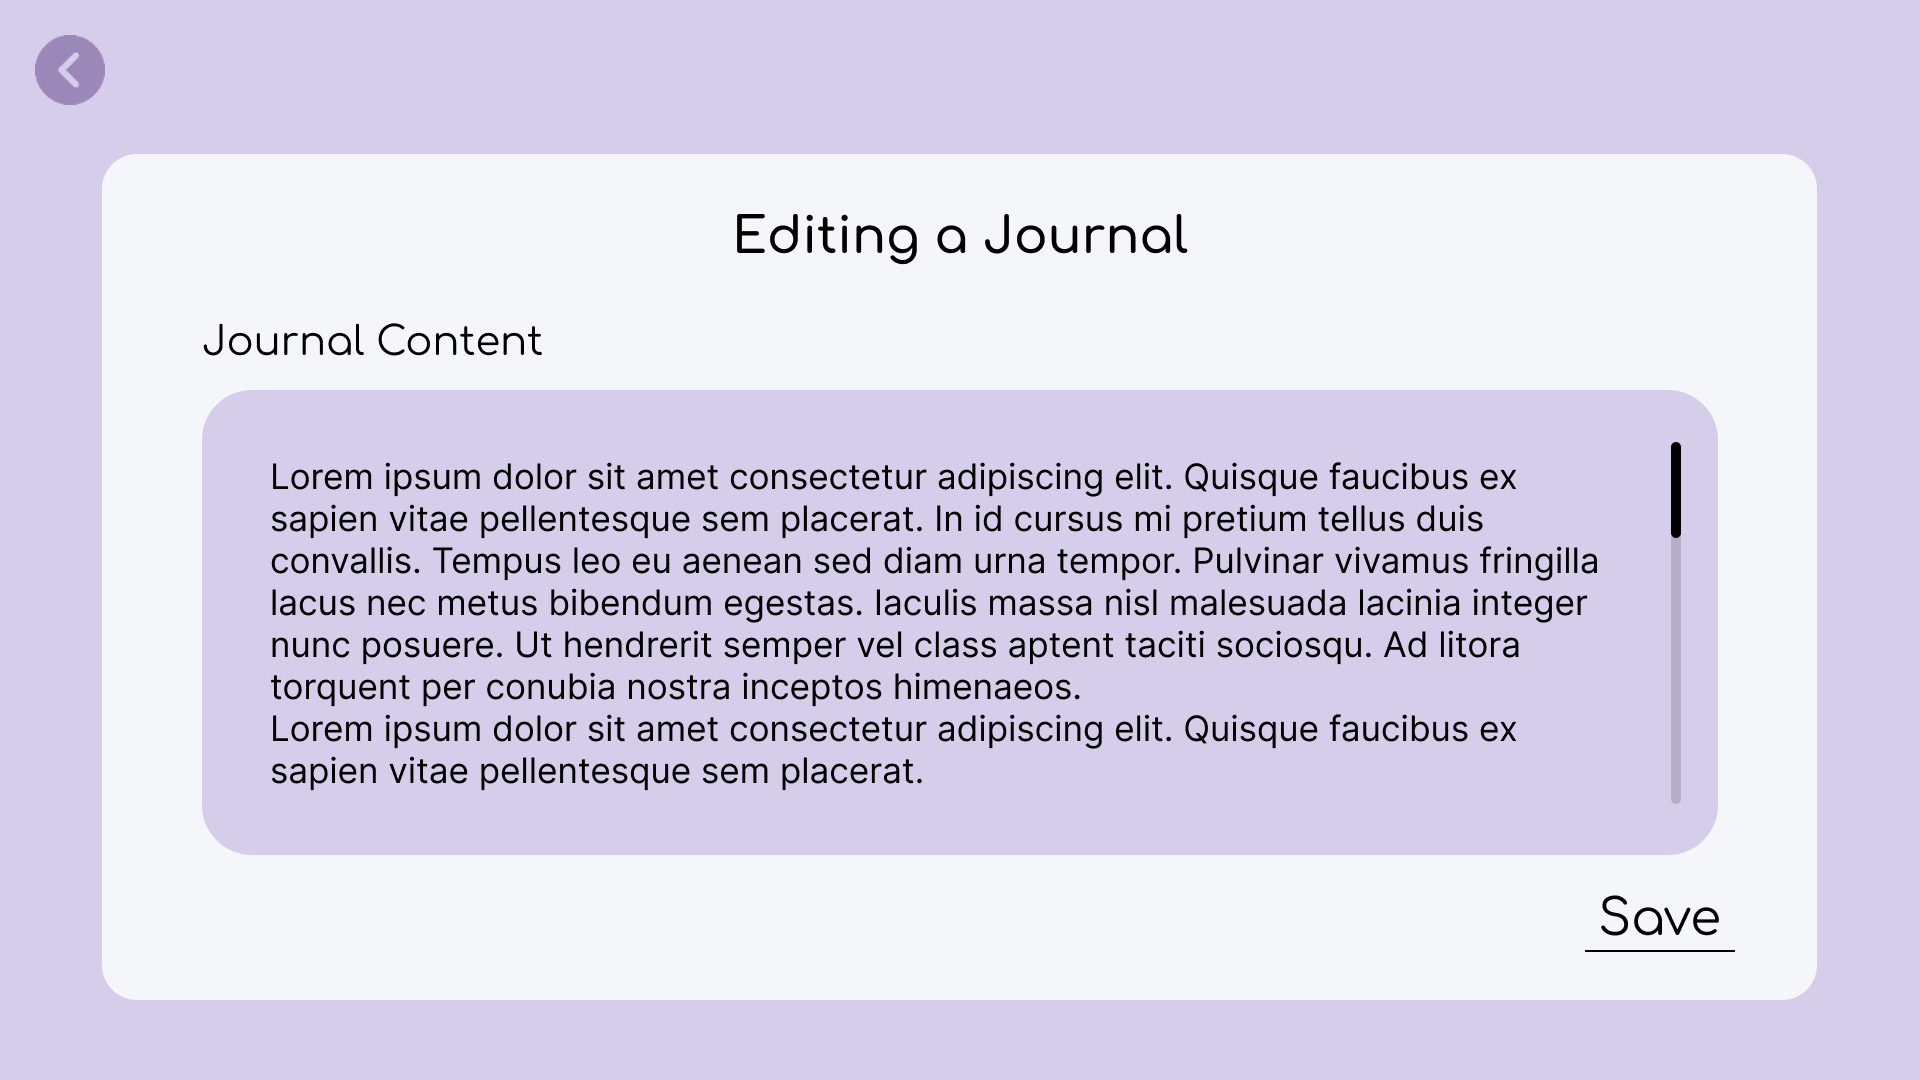 Editing a Journal
Journal Content
Lorem ipsum dolor sit amet consectetur adipiscing elit. Quisque faucibus ex
sapien vitae pellentesque sem placerat. In id cursus mi pretium tellus duis
convallis. Tempus leo eu aenean sed diam urna tempor. Pulvinar vivamus fringilla
lacus nec metus bibendum egestas. Iaculis massa nisl malesuada lacinia integer
nunc posuere. Ut hendrerit semper vel class aptent taciti sociosqu. Ad litora
torquent per conubia nostra inceptos himenaeos.
Lorem ipsum dolor sit amet consectetur adipiscing elit. Quisque faucibus ex
sapien vitae pellentesque sem placerat.
Save